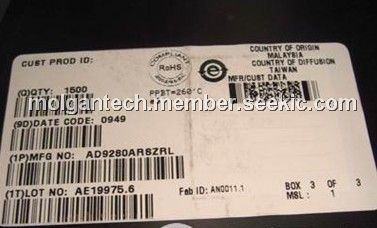 CUST PROD ID:
COMPLIANT
RoHS
COUNTRY OF ORIGIN
MALAYSIA
COUNTRY OF DIFFUSION
TAIWAN
e
MFR/CUST DATA
(Q)QTY: 1500
PPBT=260°C
molgantech.member.seekic.com
(9D)DATE CODE: 0949
(1P)MFG NO: AD9280ARSZRL
(1T)LOT NO: AE19975.6
Fab ID: AN0011.1
BOX 3 OF 3
MSL: 1